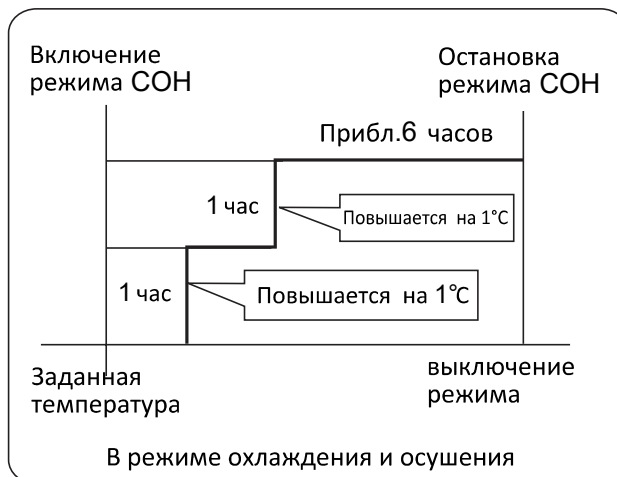 Включение
режима СОН
Остановка
режима СОН
Прибл.6 часов
1 час
Повышается на 1°C
1 час
Повышается на 1°C
Заданная
температура
выключение
режима
В режиме охлаждения и осушения